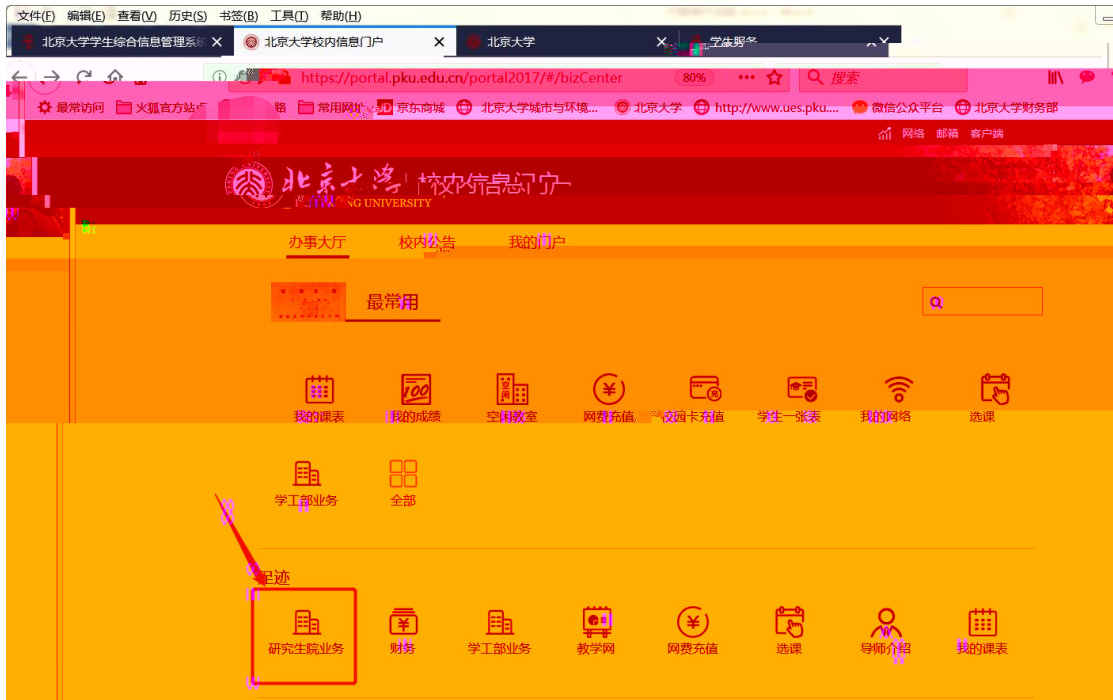 文件(F) 编辑(E) 查看(V) 历史(S) 书签(B) 工具(T) 帮助(H)
北京大学学生综合信息管理系统 北京大学校内信息门户 北京大学
https://portal.pku.edu.cn/portal2017/#/bizCenter 80% 搜索
最常访问 火狐官方站点 常用网址 JD 京东商城 北京大学城市与环境... 北京大学 http://www.ues.pku.... 微信公众平台 北京大学财务部
网络 邮箱 客户端
北京大学 校内信息门户
UNIVERSITY
办事大厅 校内公告 我的门户
最常用
我的课表 我的成绩 空闲教室 网费充值 校园卡充值 学生一张表 我的网络 选课
学工部业务 全部
足迹
研究生院业务 财务 学工部业务 教学网 网费充值 选课 导师介绍 我的课表